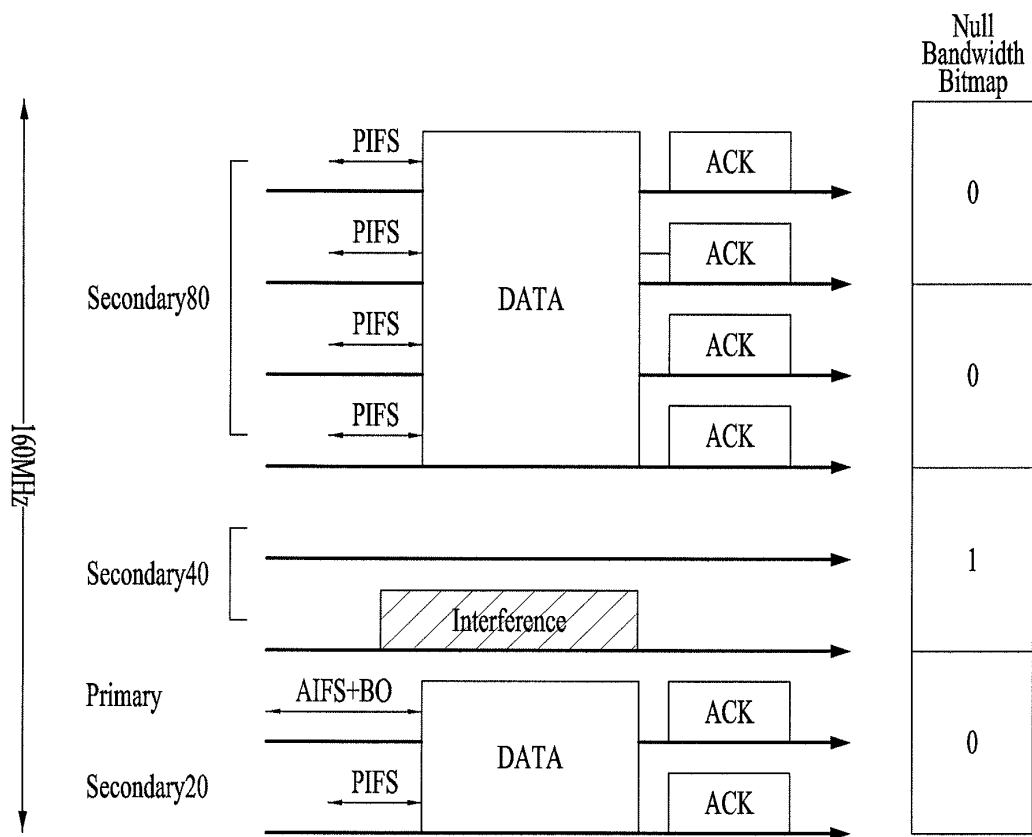 Null
Bandwidth
Bitmap
PIFS
ACK
0
PIFS
ACK
Secondary80
DATA
PIFS
ACK
0
PIFS
ACK
160MHz
Secondary40
1
Interference
Primary
AIFS+BO
ACK
DATA
0
Secondary20
PIFS
ACK